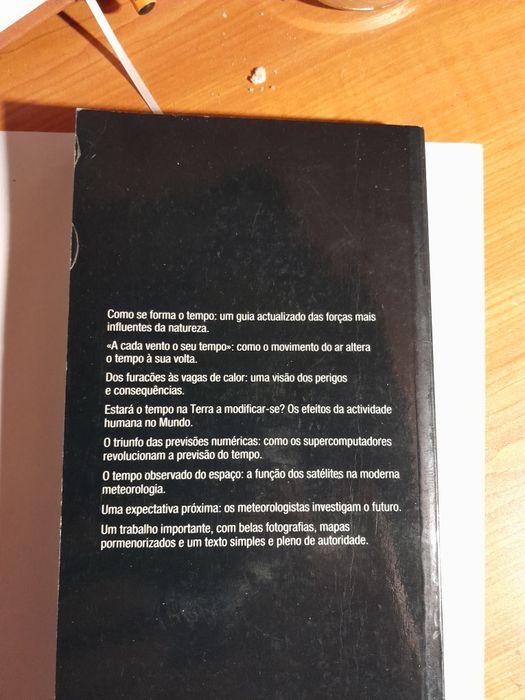 Como se forma o tempo: um guia actualizado das forças mais
influentes da natureza.
«A cada vento o seu tempo»: como o movimento do ar altera
o tempo à sua volta.
Dos furacões às vagas de calor: uma visão dos perigos
e consequências.
Estará o tempo na Terra a modificar-se? Os efeitos da actividade
humana no Mundo.
O triunfo das previsões numéricas: como os supercomputadores
revolucionam a previsão do tempo.
O tempo observado do espaço: a função dos satélites na moderna
meteorologia.
Uma expectativa próxima: os meteorologistas investigam o futuro.
Um trabalho importante, com belas fotografias, mapas
pormenorizados e um texto simples e pleno de autoridade.